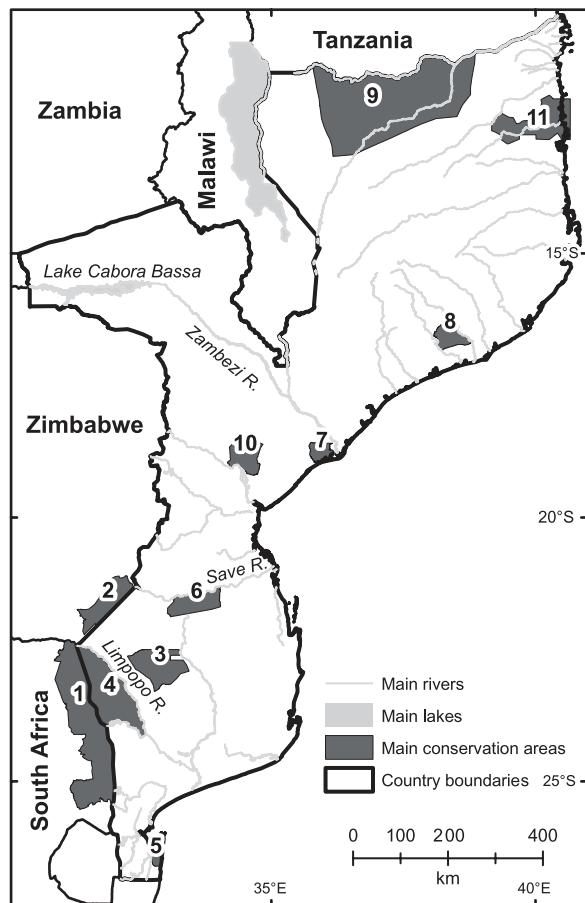 Tanzania
Zambia
9
11
Malawi
15°S
Lake Cabora Bassa
8
Zambezi R.
Zimbabwe
10
7
20°S
Save R.
2
6
Limpopo R.
3
4
1
South Africa
Main rivers
Main lakes
Main conservation areas
Country boundaries
25°S
5
0 100 200 400
km
35°E
40°E